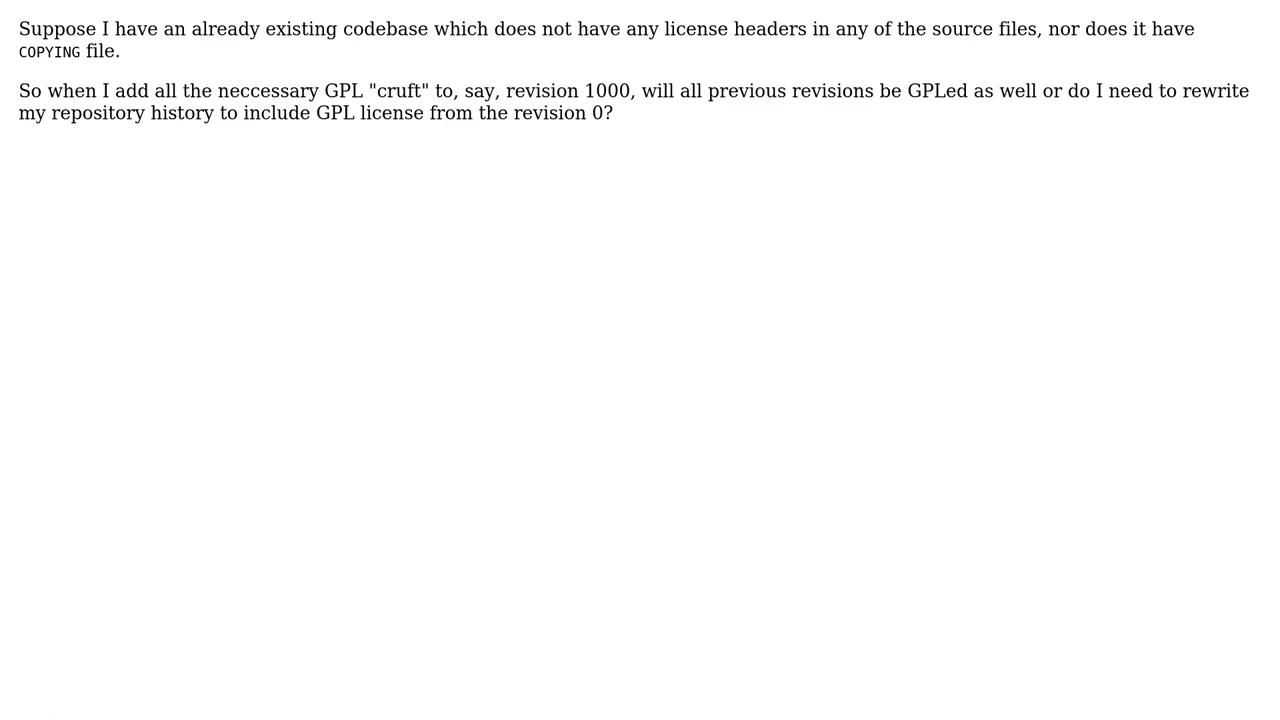 Suppose I have an already existing codebase which does not have any license headers in any of the source files, nor does it have
COPYING file.
So when I add all the neccessary GPL "cruft" to, say, revision 1000, will all previous revisions be GPLed as well or do I need to rewrite
my repository history to include GPL license from the revision 0?